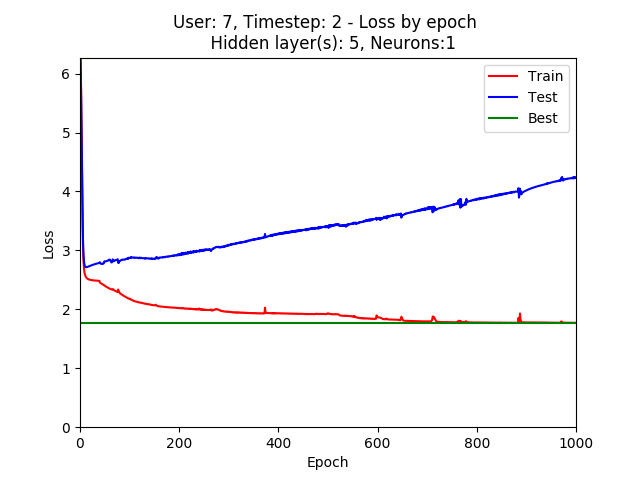 User: 7, Timestep: 2 - Loss by epoch
Hidden layer(s): 5, Neurons:1
Train
Test
Best
6
5
4
3
2
1
0
Loss
0 200 400 600 800 1000
Epoch